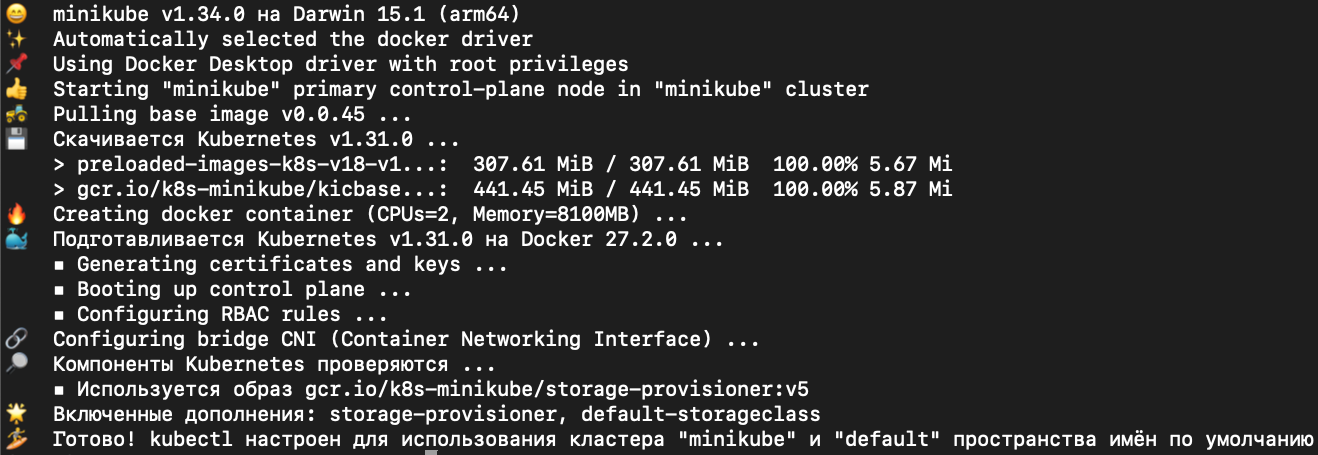 😄 minikube v1.34.0 на Darwin 15.1 (arm64)
✨ Automatically selected the docker driver
📌 Using Docker Desktop driver with root privileges
👍 Starting "minikube" primary control-plane node in "minikube" cluster
🚜 Pulling base image v0.0.45 ...
💾 Скачивается Kubernetes v1.31.0 ...
> preloaded-images-k8s-v18-v1...: 307.61 MiB / 307.61 MiB 100.00% 5.67 Mi
> gcr.io/k8s-minikube/kicbase...: 441.45 MiB / 441.45 MiB 100.00% 5.87 Mi
🔥 Creating docker container (CPUs=2, Memory=8100MB) ...
🐳 Подготавливается Kubernetes v1.31.0 на Docker 27.2.0 ...
▪ Generating certificates and keys ...
▪ Booting up control plane ...
▪ Configuring RBAC rules ...
🔗 Configuring bridge CNI (Container Networking Interface) ...
🔎 Компоненты Kubernetes проверяются ...
▪ Используется образ gcr.io/k8s-minikube/storage-provisioner:v5
🌟 Включенные дополнения: storage-provisioner, default-storageclass
🏄 Готово! kubectl настроен для использования кластера "minikube" и "default" пространства имён по умолчанию